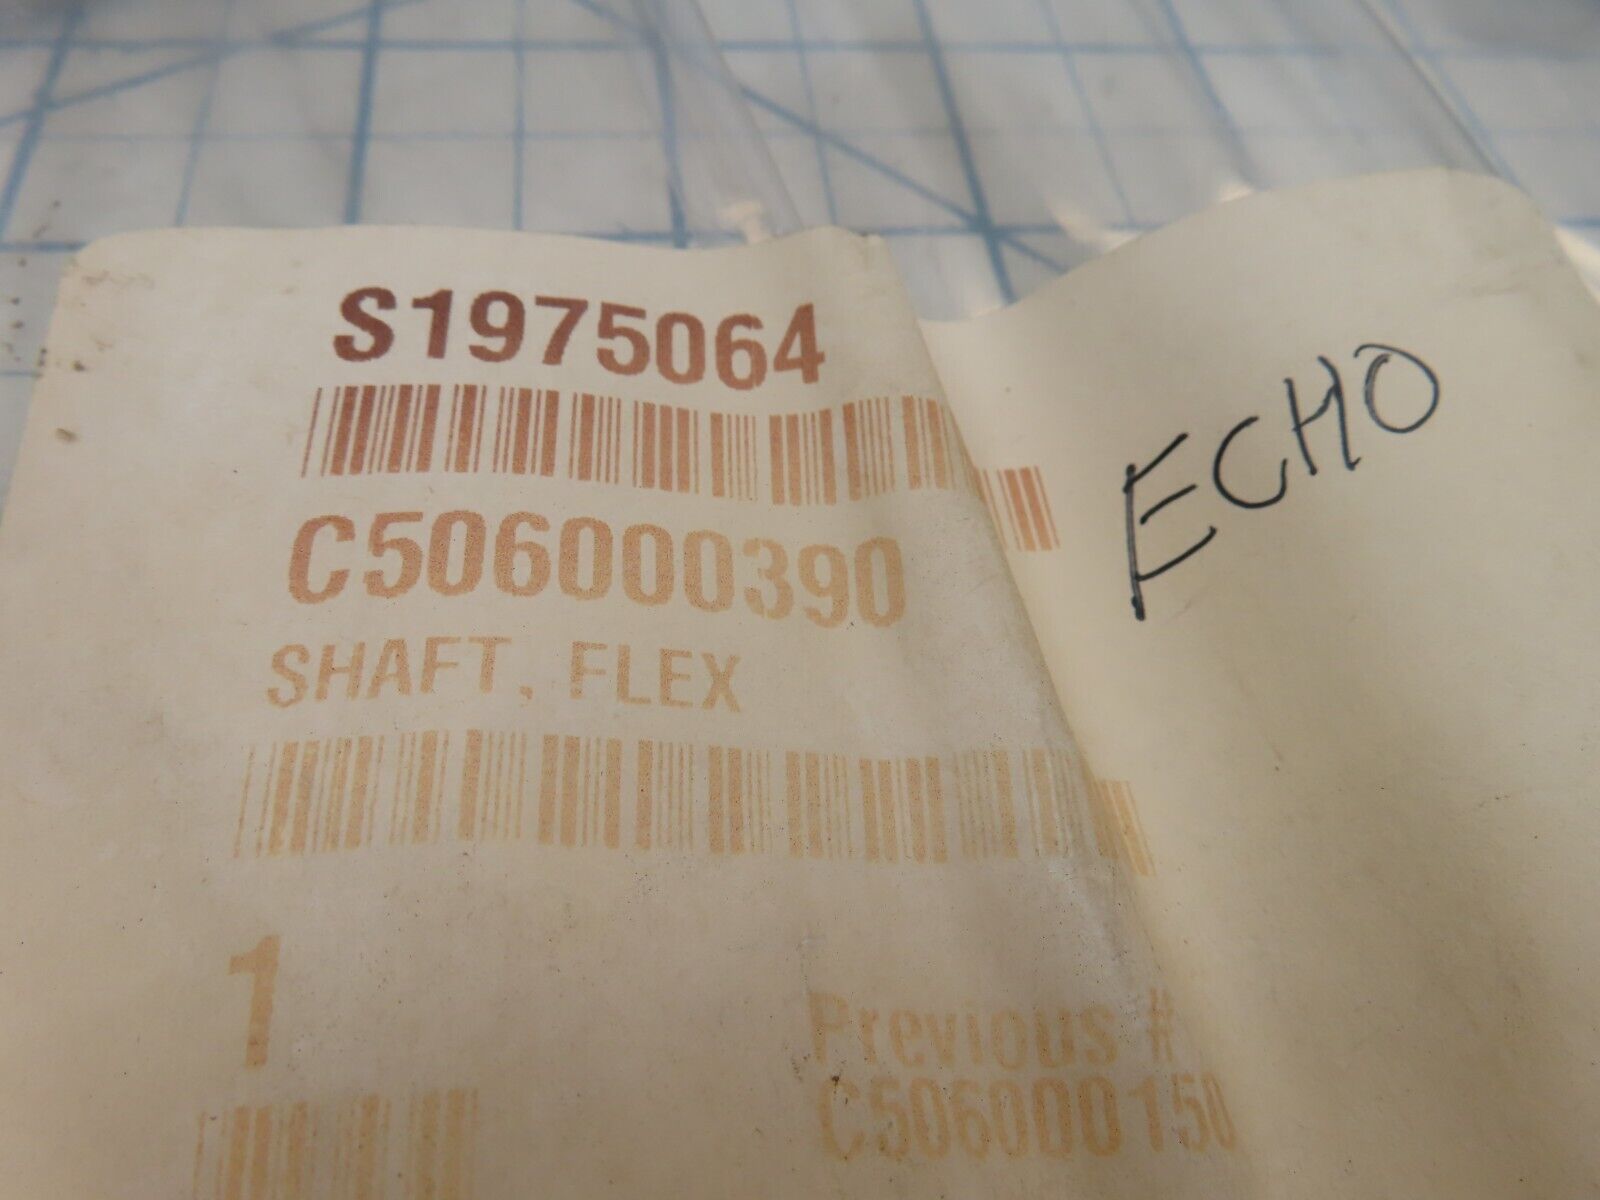 S1975064
ECHO
C506000390
SHAFT, FLEX
1
Previous #
C506000150